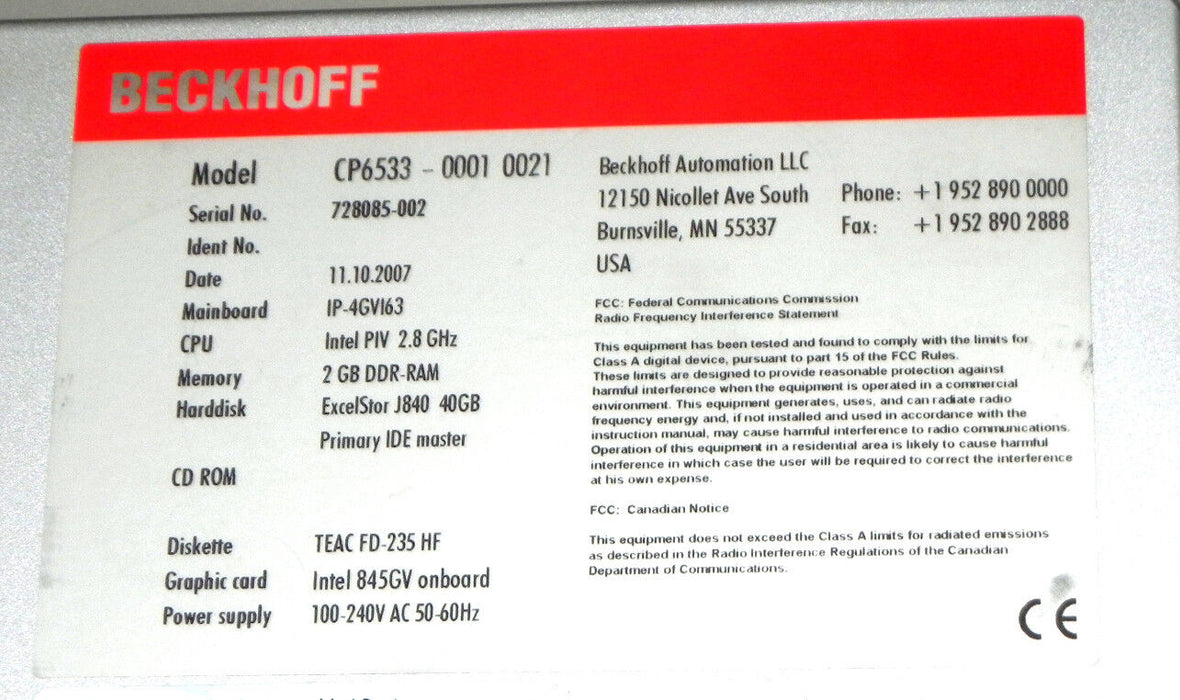 BECKHOFF
Model CP6533 - 0001 0021
Serial No. 728085-002
Ident No.
Date 11.10.2007
Mainboard IP-4GVI63
CPU Intel PIV 2.8 GHz
Memory 2 GB DDR-RAM
Harddisk ExcelStor J840 40GB
Primary IDE master
CD ROM
Diskette TEAC FD-235 HF
Graphic card Intel 845GV onboard
Power supply 100-240V AC 50-60Hz
Beckhoff Automation LLC
12150 Nicollet Ave South Phone: +1 952 890 0000
Burnsville, MN 55337 Fax: +1 952 890 2888
USA
FCC: Federal Communications Commission
Radio Frequency Interference Statement
This equipment has been tested and found to comply with the limits for
Class A digital device, pursuant to part 15 of the FCC Rules.
These limits are designed to provide reasonable protection against
harmful interference when the equipment is operated in a commercial
environment. This equipment generates, uses, and can radiate radio
frequency energy and, if not installed and used in accordance with the
instruction manual, may cause harmful interference to radio communications.
Operation of this equipment in a residential area is likely to cause harmful
interference in which case the user will be required to correct the interference
at his own expense.
FCC: Canadian Notice
This equipment does not exceed the Class A limits for radiated emissions
as described in the Radio Interference Regulations of the Canadian
Department of Communications.
CE